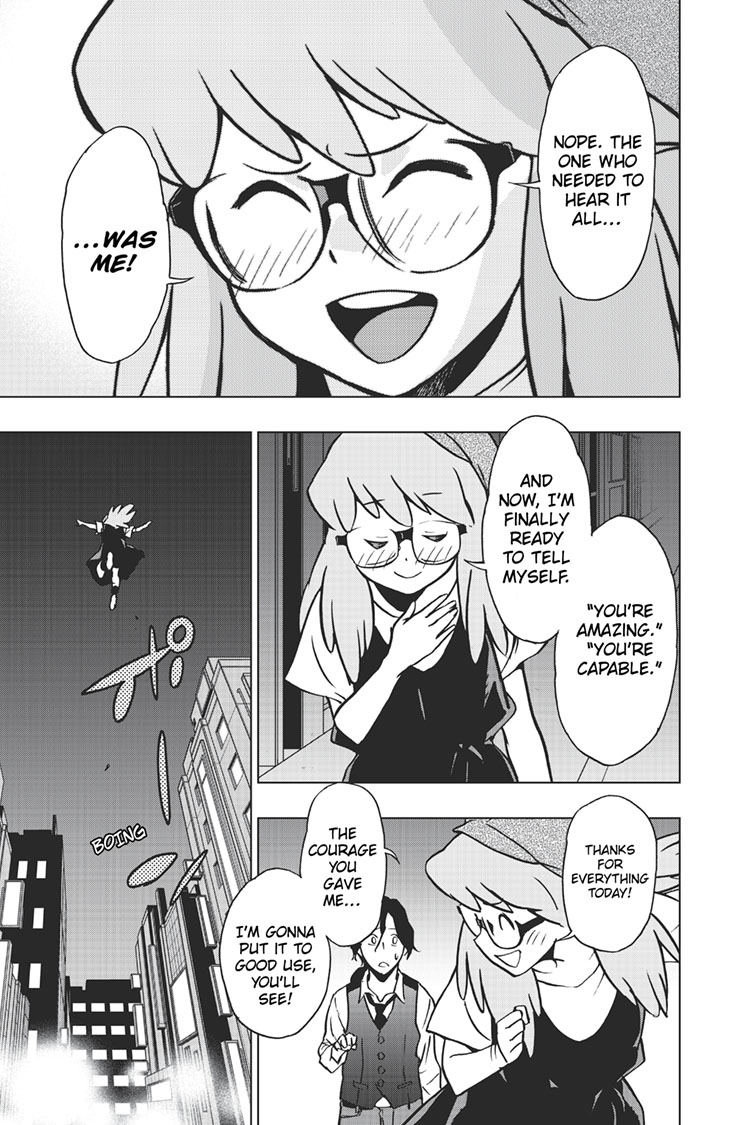 NOPE. THE
ONE WHO
NEEDED TO
HEAR IT
ALL...
...WAS
ME!
AND
NOW, I'M
FINALLY
READY
TO TELL
MYSELF.
"YOU'RE
AMAZING."
"YOU'RE
CAPABLE."
THANKS
FOR
EVERYTHING
TODAY!
THE
COURAGE
YOU
GAVE
ME...
I'M GONNA
PUT IT TO
GOOD USE,
YOU'LL
SEE!
BOING